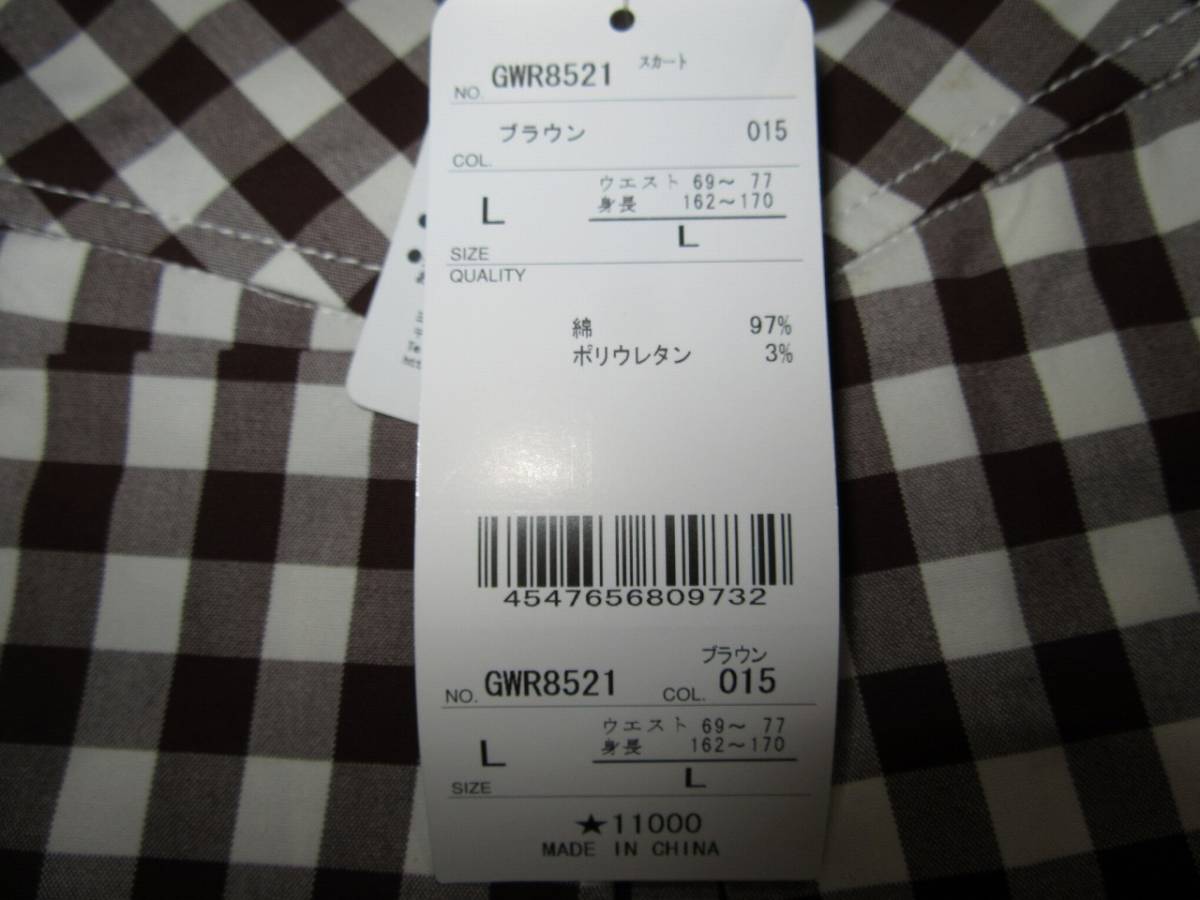 NO. GWR8521 スカート
COL. ブラウン 015
ウエスト 69～ 77
身長 162～170
SIZE L L
QUALITY
綿 97%
ポリウレタン 3%
4547656809732
ブラウン
NO. GWR8521 COL. 015
ウエスト 69～ 77
身長 162～170
SIZE L L
★11000
MADE IN CHINA